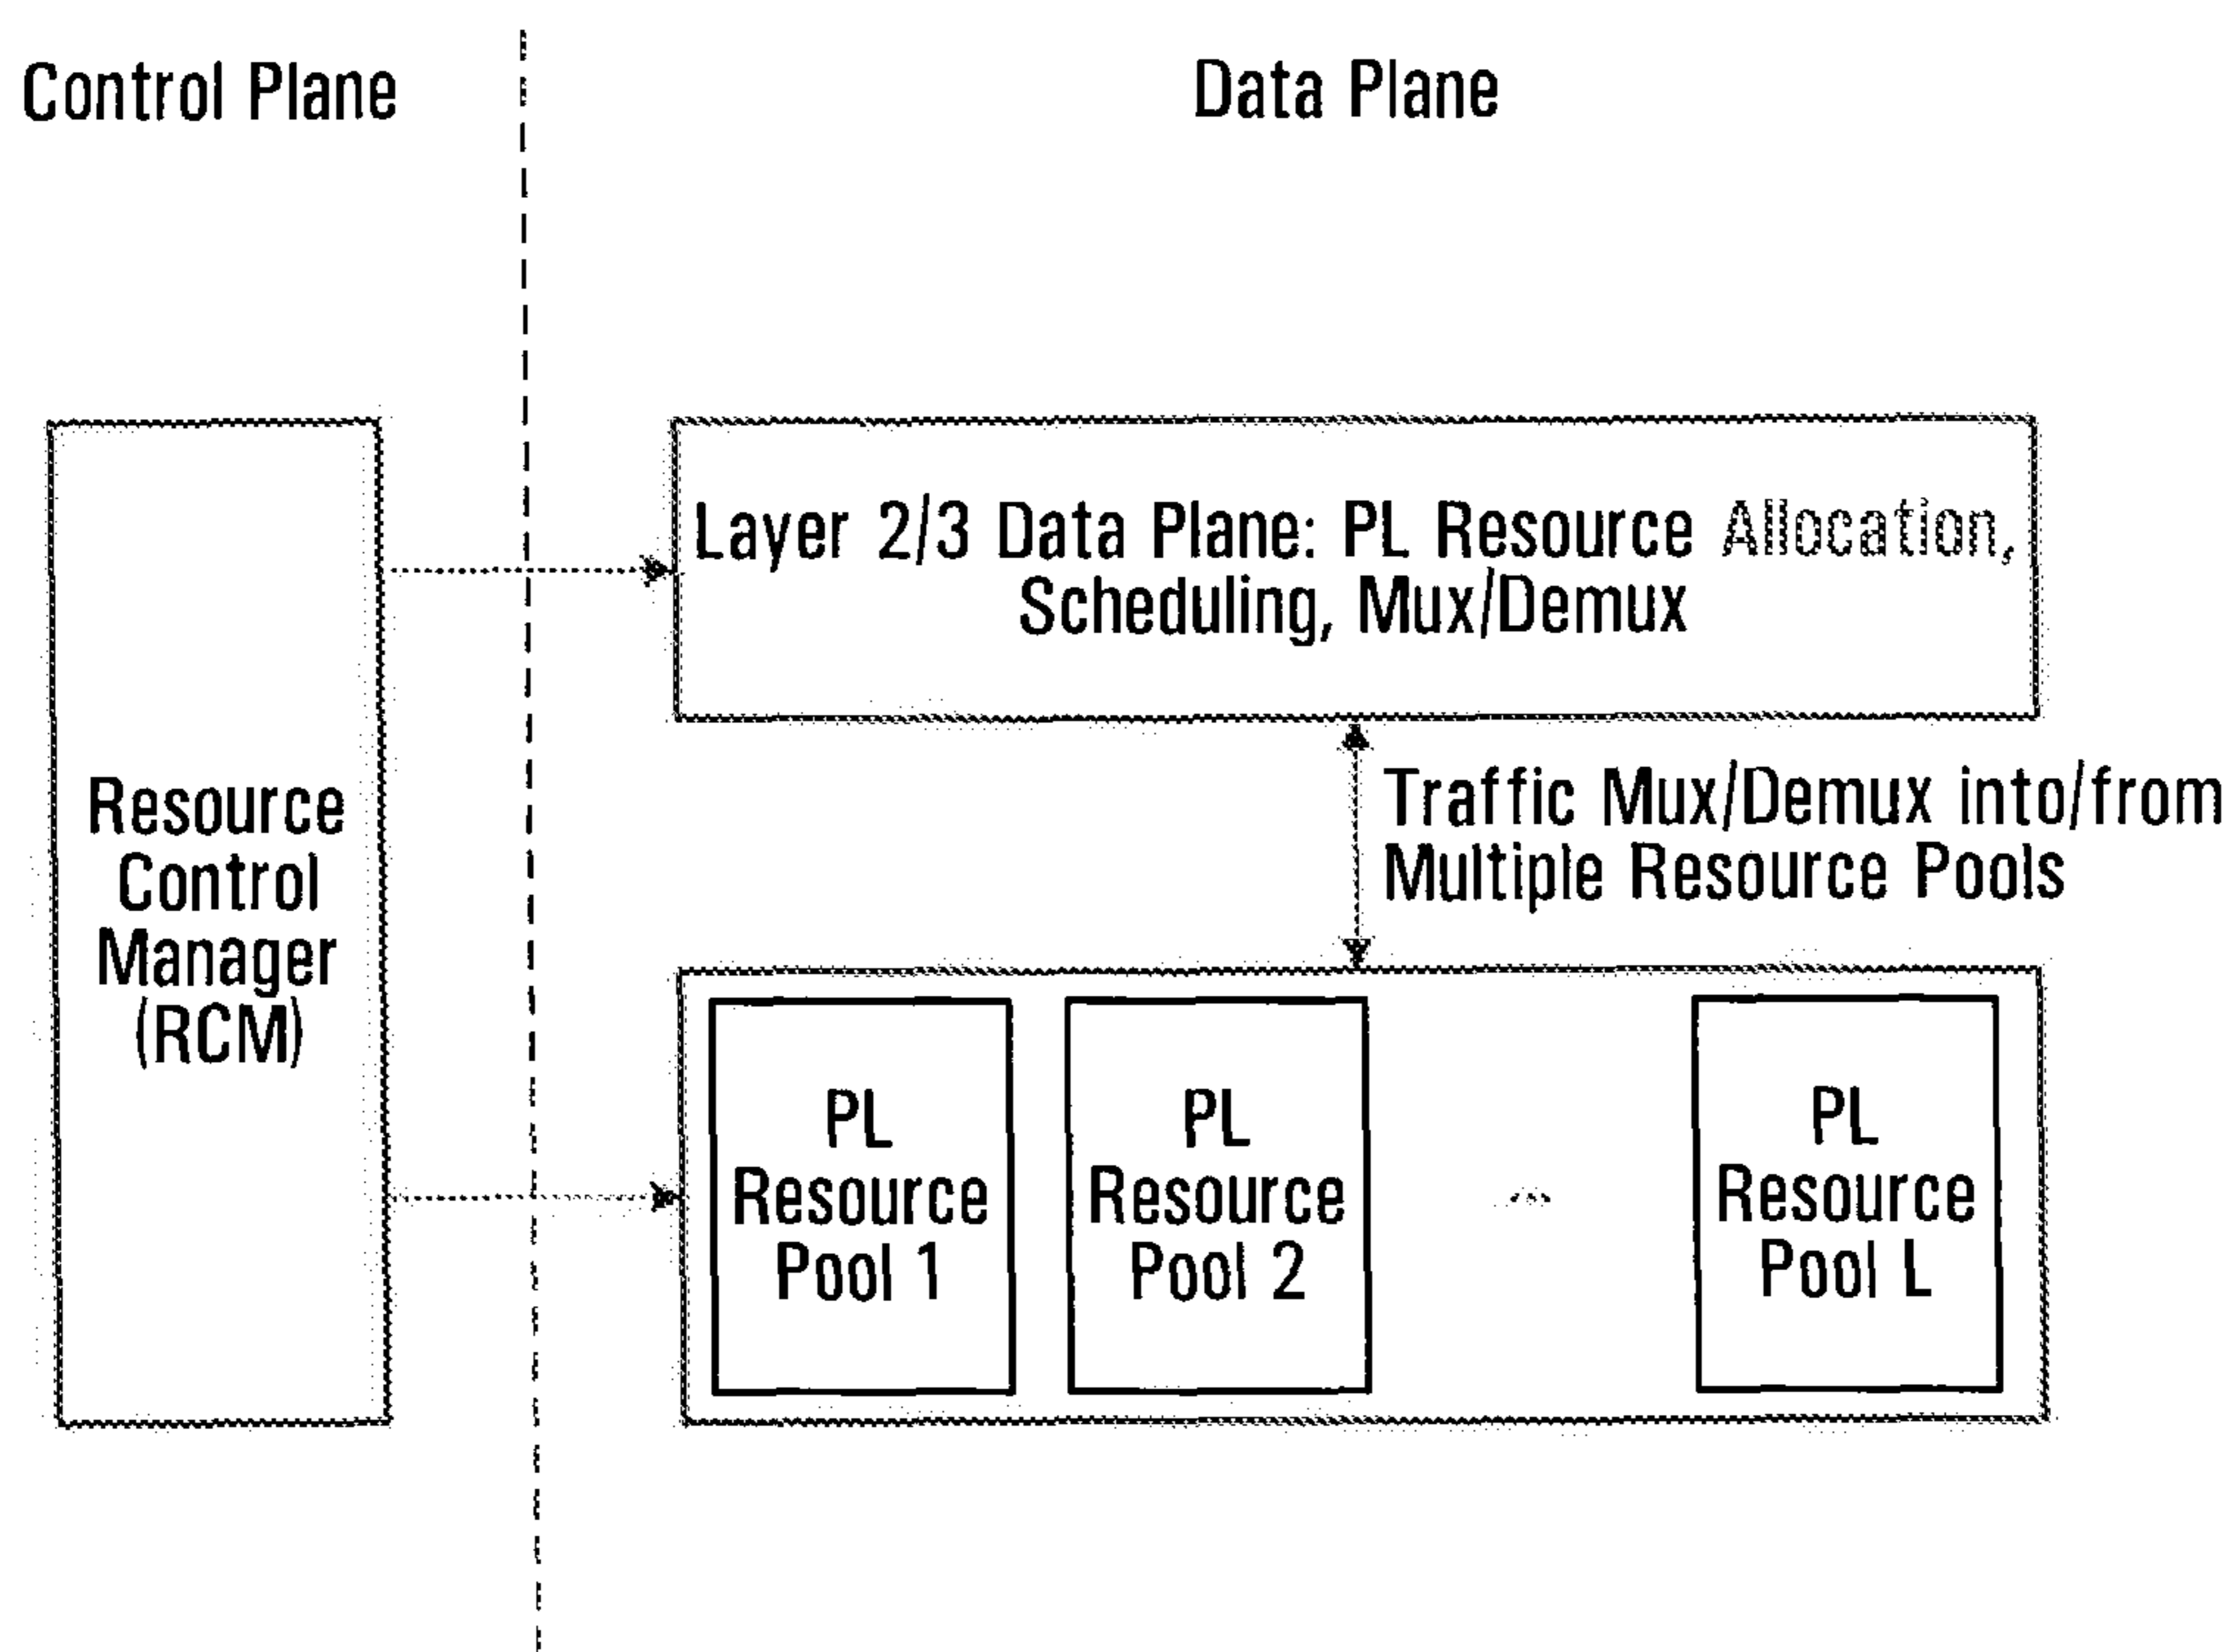 Control Plane
Data Plane
Layer 2/3 Data Plane: PL Resource Allocation,
Scheduling, Mux/Demux
Resource
Control
Manager
(RCM)
Traffic Mux/Demux into/from
Multiple Resource Pools
PL
Resource
Pool 1
PL
Resource
Pool 2
...
PL
Resource
Pool L